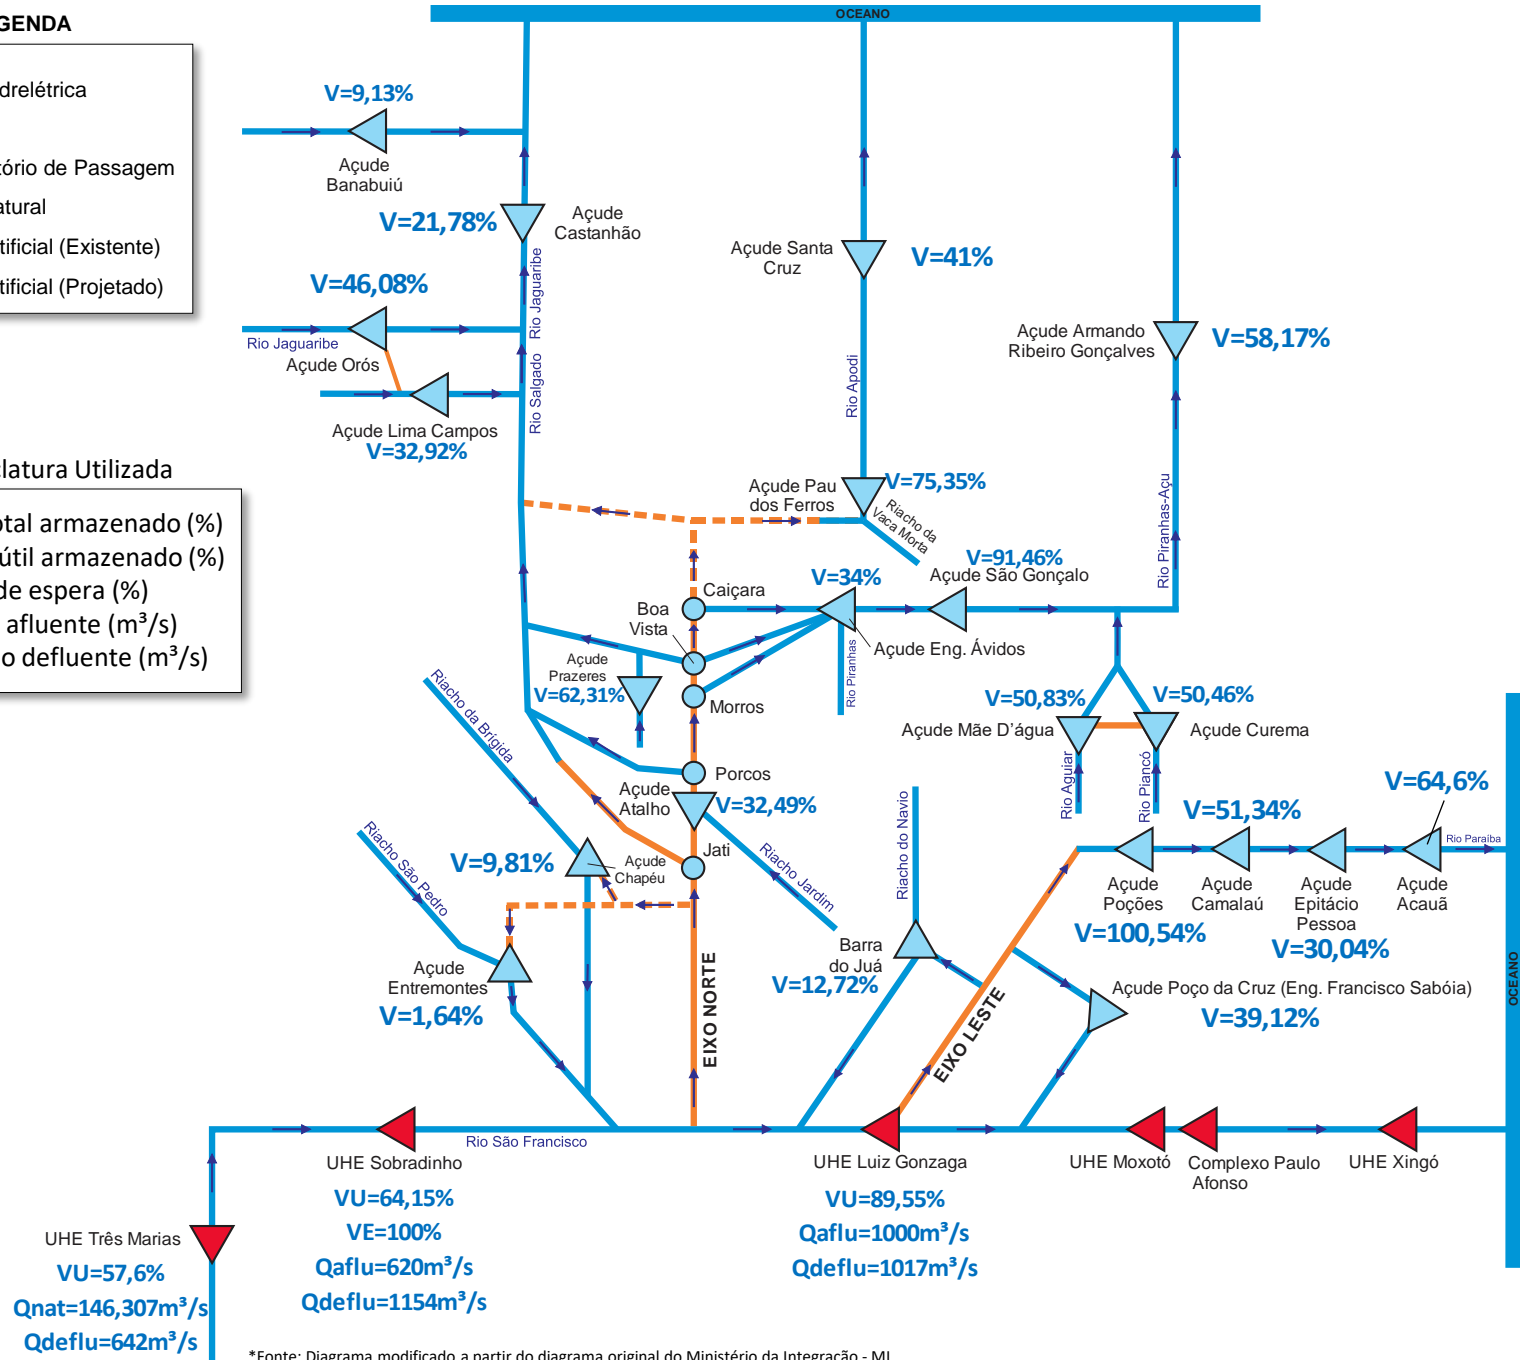 OCEANO
GENDA
drelétrica
tório de Passagem
atural
tificial (Existente)
tificial (Projetado)
V=9,13%
Açude
Banabuiú
V=21,78%
Açude
Castanhão
V=46,08%
Rio Jaguaribe
Açude Orós
Rio Jaguaribe
Rio Salgado
Açude Lima Campos
V=32,92%
Açude Santa
Cruz
V=41%
Rio Apodi
Açude Armando
Ribeiro Gonçalves
V=58,17%
Rio Piranhas-Açu
clatura Utilizada
otal armazenado (%)
útil armazenado (%)
de espera (%)
afluente (m³/s)
o defluente (m³/s)
Açude Pau
dos Ferros
V=75,35%
Riacho da
Vaca Morta
V=91,46%
Açude São Gonçalo
V=34%
Caiçara
Boa
Vista
Açude Eng. Ávidos
Rio Piranhas
Açude
Prazeres
V=62,31%
Morros
Riacho da Brígida
Porcos
Açude
Atalho
V=32,49%
Jati
Riacho Jardim
Açude
Chapéu
V=9,81%
Riacho São Pedro
Açude
Entremontes
V=1,64%
EIXO NORTE
V=50,83%
V=50,46%
Açude Mãe D'água
Açude Curema
Rio Aguiar
Rio Piancó
V=64,6%
V=51,34%
Rio Paraíba
Açude
Poções
V=100,54%
Açude
Camalaú
Açude
Epitácio
Pessoa
V=30,04%
Açude
Acauã
Riacho do Navio
Barra
do Juá
V=12,72%
EIXO LESTE
Açude Poço da Cruz (Eng. Francisco Sabóia)
V=39,12%
OCEANO
Rio São Francisco
UHE Sobradinho
VU=64,15%
VE=100%
Qaflu=620m³/s
Qdeflu=1154m³/s
UHE Luiz Gonzaga
VU=89,55%
Qaflu=1000m³/s
Qdeflu=1017m³/s
UHE Moxotó
Complexo Paulo
Afonso
UHE Xingó
UHE Três Marias
VU=57,6%
Qnat=146,307m³/s
Qdeflu=642m³/s
*Fonte: Diagrama modificado a partir do diagrama original do Ministério da Integração - MI